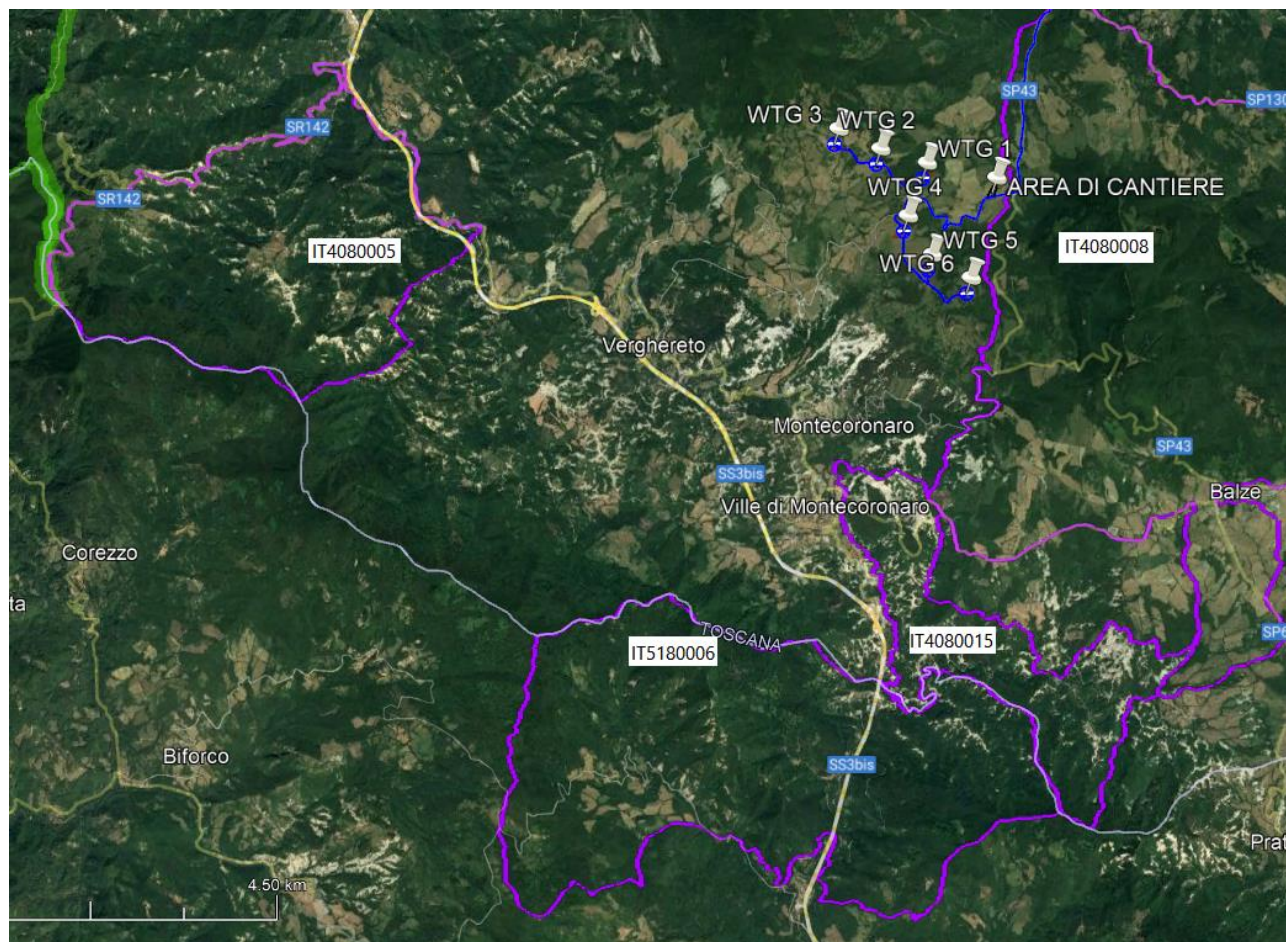 SP43
SP130
WTG 3
WTG 2
SR142
WTG 1
WTG 4
AREA DI CANTIERE
SR142
IT4080005
WTG 5
IT4080008
WTG 6
Verghereto
Montecoronaro
SP43
SS3bis
Balze
Ville di Montecoronaro
Corezzo
ta
TOSCANA
IT5180006
IT4080015
SP6
Biforco
SS3bis
Prat
4.50 km